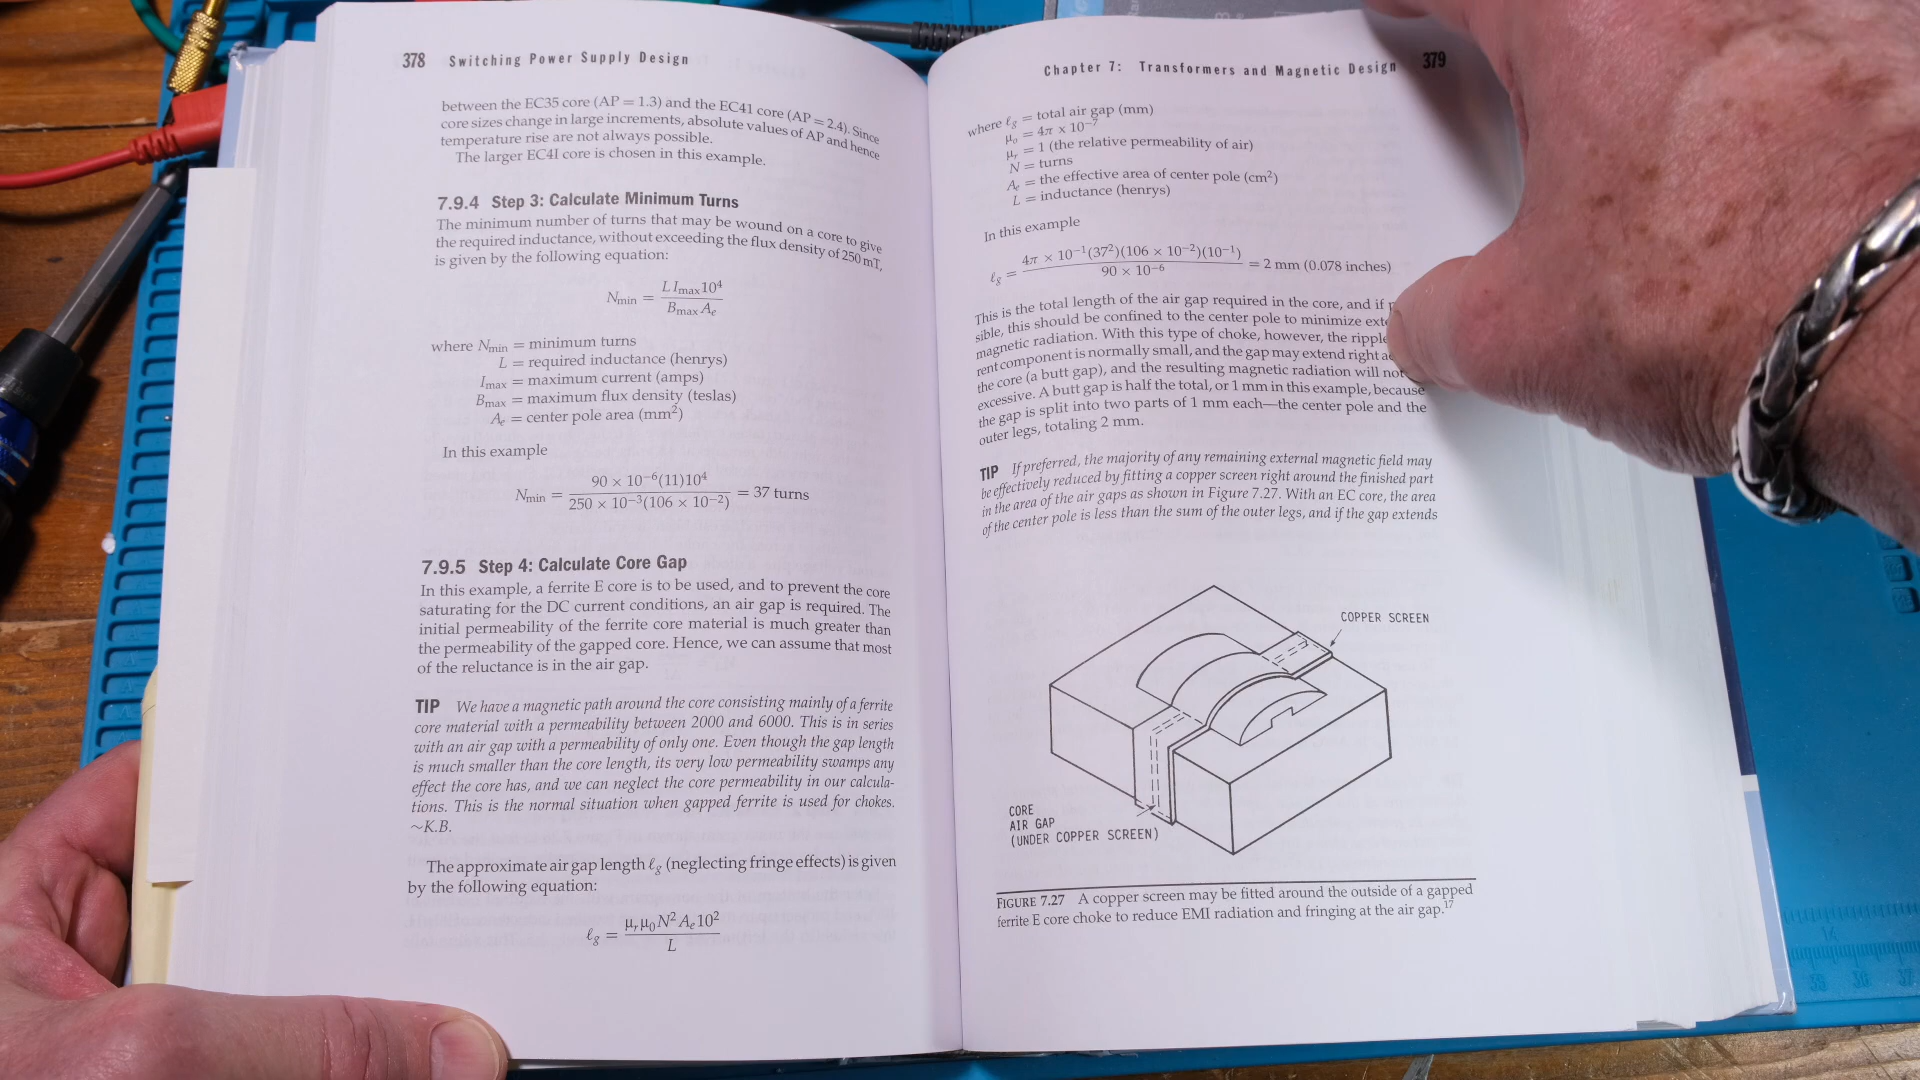 378 Switching Power Supply Design
between the EC35 core (AP = 1.3) and the EC41 core (AP = 2.4). Since
core sizes change in large increments, absolute values of AP and hence
temperature rise are not always possible.
The larger EC4I core is chosen in this example.
7.9.4 Step 3: Calculate Minimum Turns
The minimum number of turns that may be wound on a core to give
the required inductance, without exceeding the flux density of 250 mT,
is given by the following equation:
N_min = L I_max 10⁴ / B_max A_e
where N_min = minimum turns
L = required inductance (henrys)
I_max = maximum current (amps)
B_max = maximum flux density (teslas)
A_e = center pole area (mm²)
In this example
N_min = 90 × 10⁻⁶(11)10⁴ / 250 × 10⁻³(106 × 10⁻²) = 37 turns
7.9.5 Step 4: Calculate Core Gap
In this example, a ferrite E core is to be used, and to prevent the core
saturating for the DC current conditions, an air gap is required. The
initial permeability of the ferrite core material is much greater than
the permeability of the gapped core. Hence, we can assume that most
of the reluctance is in the air gap.
TIP We have a magnetic path around the core consisting mainly of a ferrite
core material with a permeability between 2000 and 6000. This is in series
with an air gap with a permeability of only one. Even though the gap length
is much smaller than the core length, its very low permeability swamps any
effect the core has, and we can neglect the core permeability in our calcula-
tions. This is the normal situation when gapped ferrite is used for chokes.
~K.B.
The approximate air gap length ℓ_g (neglecting fringe effects) is given
by the following equation:
ℓ_g = μ_r μ_0 N² A_e 10² / L
Chapter 7: Transformers and Magnetic Design 379
where ℓ_g = total air gap (mm)
μ_o = 4π × 10⁻⁷
μ_r = 1 (the relative permeability of air)
N = turns
A_e = the effective area of center pole (cm²)
L = inductance (henrys)
In this example
ℓ_g = 4π × 10⁻¹(37²)(106 × 10⁻²)(10⁻¹) / 90 × 10⁻⁶ = 2 mm (0.078 inches)
This is the total length of the air gap required in the core, and if
sible, this should be confined to the center pole to minimize
magnetic radiation. With this type of choke, however, the ripple
rent component is normally small, and the gap may extend right
the core (a butt gap), and the resulting magnetic radiation will not
excessive. A butt gap is half the total, or 1 mm in this example, because
the gap is split into two parts of 1 mm each—the center pole and the
outer legs, totaling 2 mm.
TIP If preferred, the majority of any remaining external magnetic field may
be effectively reduced by fitting a copper screen right around the finished part
in the area of the air gaps as shown in Figure 7.27. With an EC core, the area
of the center pole is less than the sum of the outer legs, and if the gap extends
COPPER SCREEN
CORE
AIR GAP
(UNDER COPPER SCREEN)
FIGURE 7.27 A copper screen may be fitted around the outside of a gapped
ferrite E core choke to reduce EMI radiation and fringing at the air gap.¹⁷